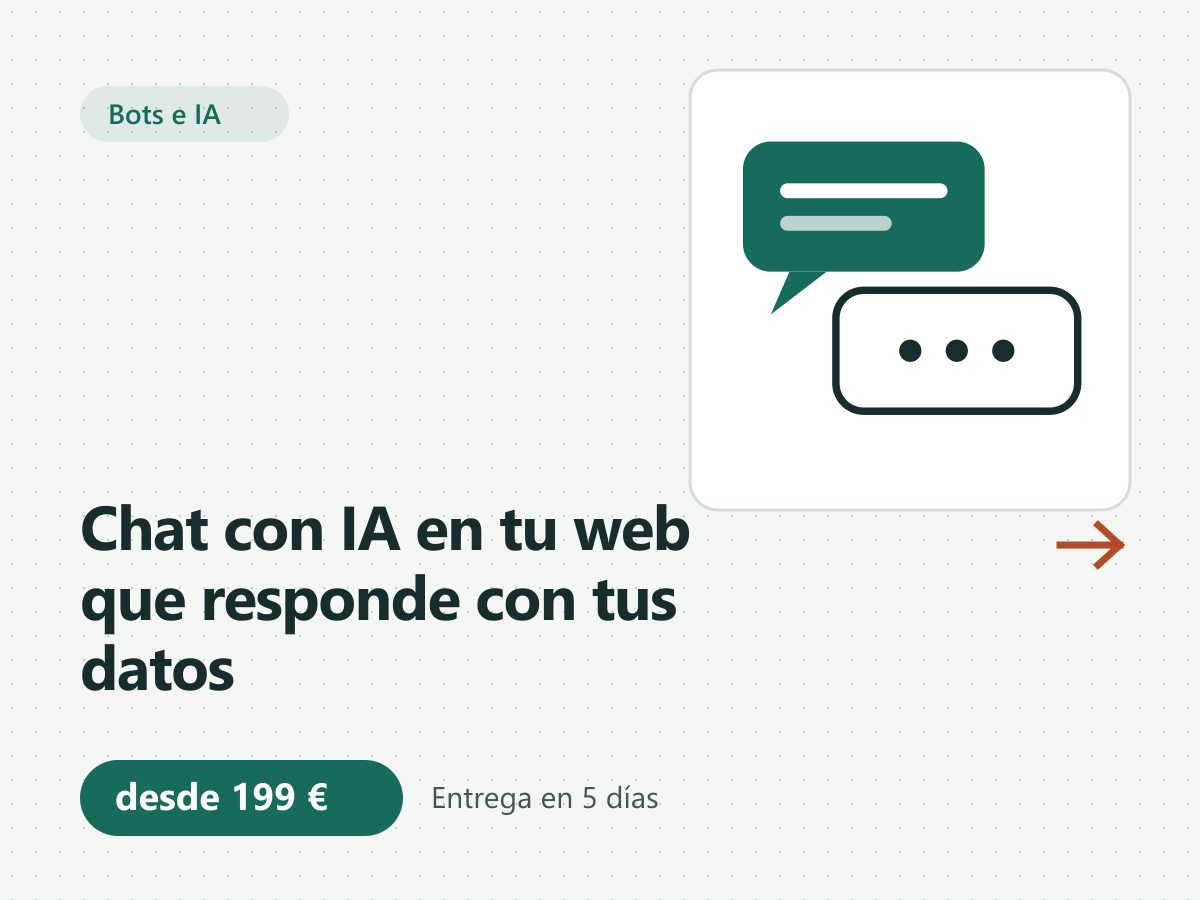 Bots e IA
Chat con IA en tu web
que responde con tus
datos
desde 199 €
Entrega en 5 días